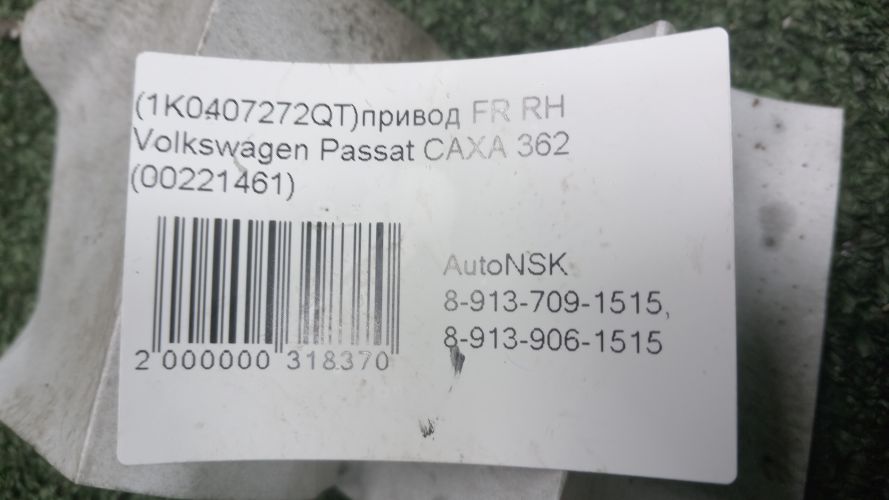 (1K0407272QT)привод FR RH
Volkswagen Passat CAXA 362
(00221461)
AutoNSK
8-913-709-1515,
8-913-906-1515
2 000000 318370